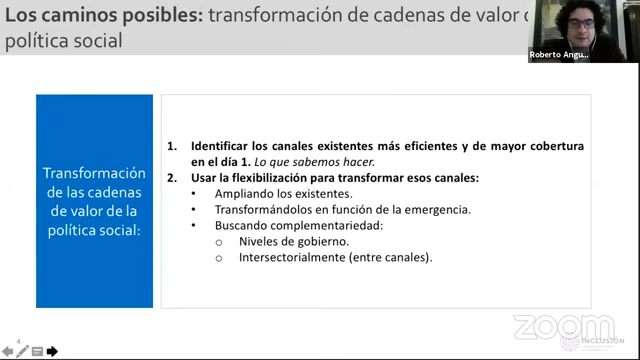 Los caminos posibles: transformación de cadenas de valor
política social
Roberto Angu...
Transformación
de las cadenas
de valor de la
política social:
1. Identificar los canales existentes más eficientes y de mayor cobertura
en el día 1. Lo que sabemos hacer.
2. Usar la flexibilización para transformar esos canales:
• Ampliando los existentes.
• Transformándolos en función de la emergencia.
• Buscando complementariedad:
o Niveles de gobierno.
o Intersectorialmente (entre canales).
4
zoom
INCLUSIÓN